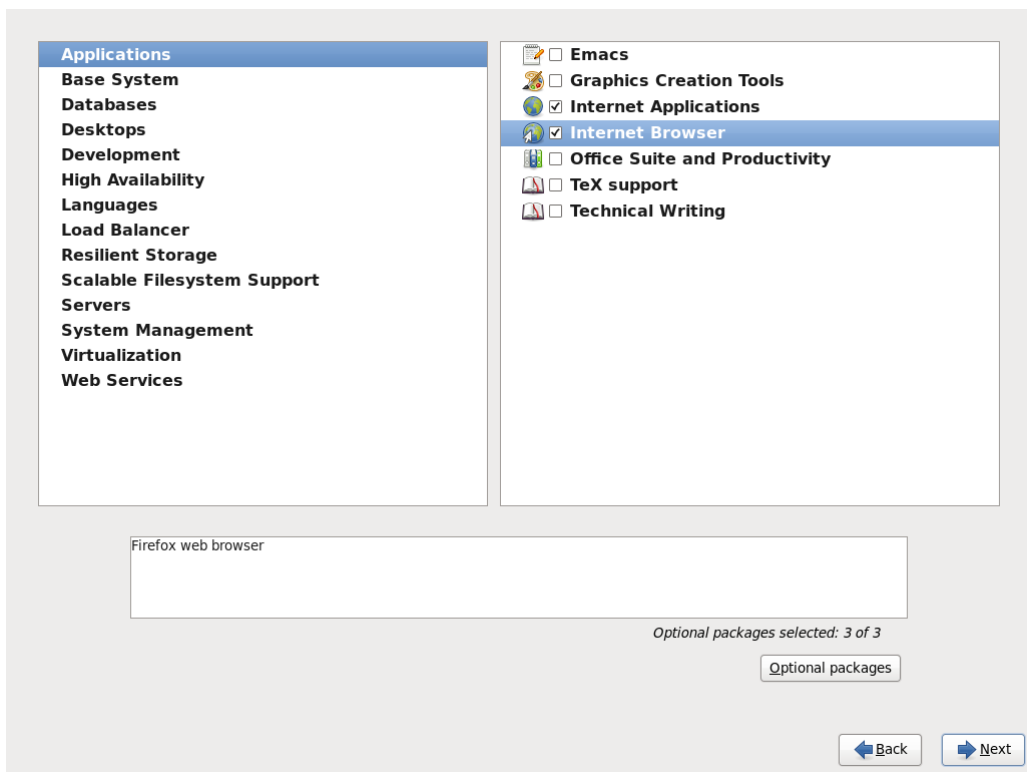 Applications
Base System
Databases
Desktops
Development
High Availability
Languages
Load Balancer
Resilient Storage
Scalable Filesystem Support
Servers
System Management
Virtualization
Web Services
Emacs
Graphics Creation Tools
Internet Applications
Internet Browser
Office Suite and Productivity
TeX support
Technical Writing
Firefox web browser
Optional packages selected: 3 of 3
Optional packages
Back
Next